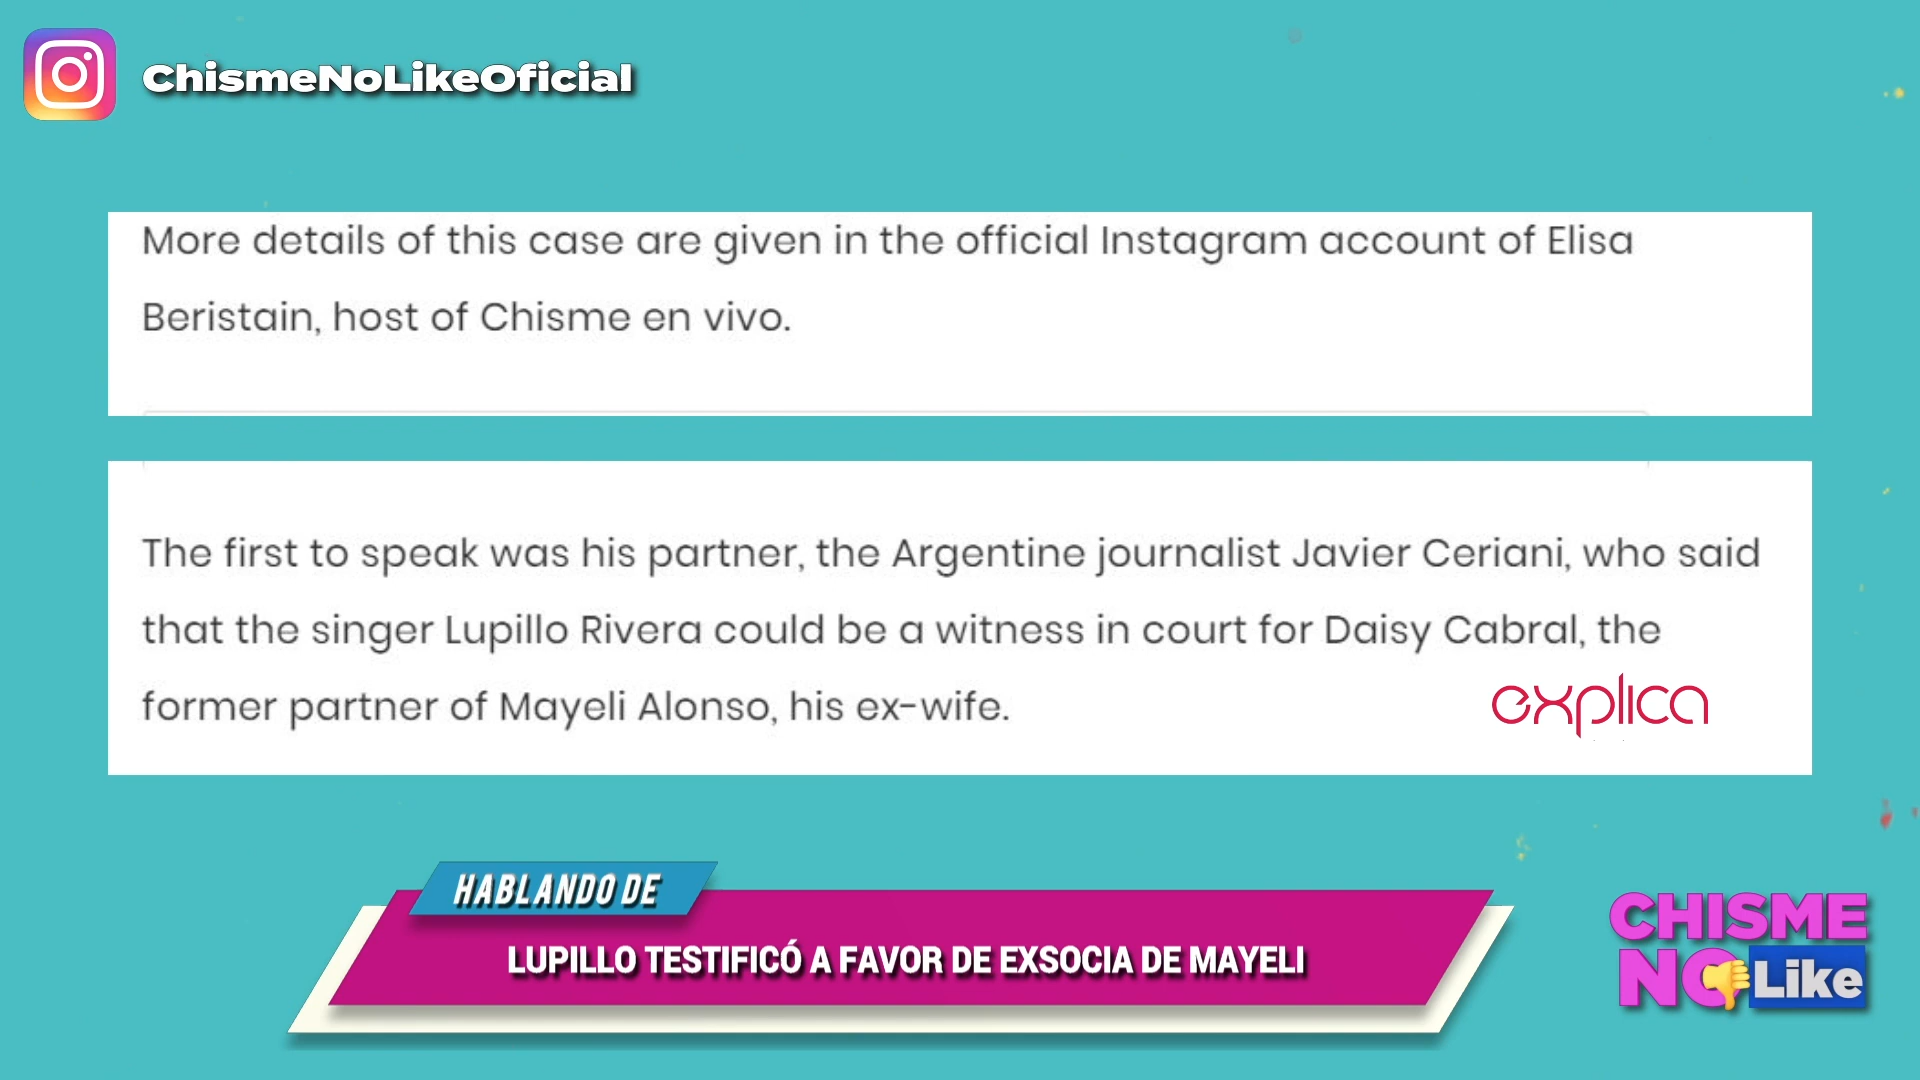 ChismeNoLikeOficial
More details of this case are given in the official Instagram account of Elisa
Beristain, host of Chisme en vivo.
The first to speak was his partner, the Argentine journalist Javier Ceriani, who said
that the singer Lupillo Rivera could be a witness in court for Daisy Cabral, the
former partner of Mayeli Alonso, his ex-wife.
explica
HABLANDO DE
LUPILLO TESTIFICÓ A FAVOR DE EXSOCIA DE MAYELI
CHISME
NO Like